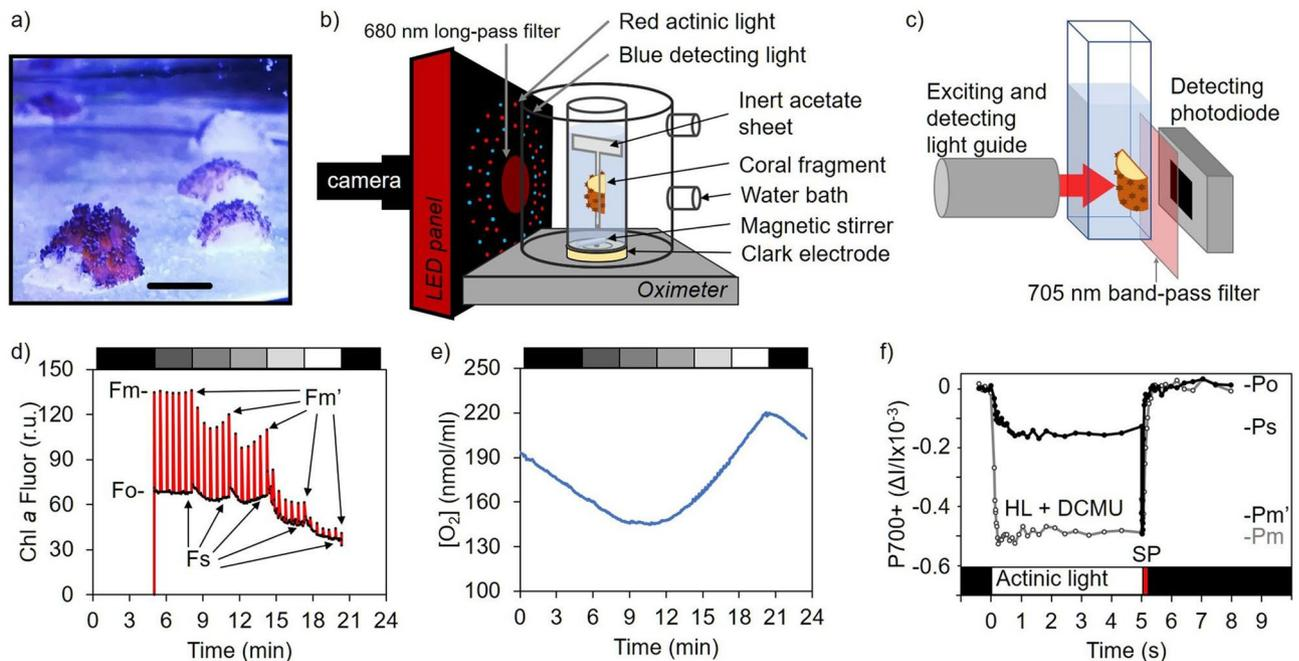 a)
b)
680 nm long-pass filter
Red actinic light
Blue detecting light
Inert acetate
sheet
Coral fragment
Water bath
Magnetic stirrer
Clark electrode
camera
LED panel
Oximeter
c)
Exciting and
detecting
light guide
Detecting
photodiode
705 nm band-pass filter
d)
150
120
90
60
30
0
Chl a Fluor (r.u.)
Fm-
Fo-
Fm'
Fs
0 3 6 9 12 15 18 21 24
Time (min)
e)
250
220
190
160
130
100
[O2] (nmol/ml)
0 3 6 9 12 15 18 21 24
Time (min)
f)
0
-0.2
-0.4
-0.6
P700+ (ΔI/Ix10-3)
-Po
-Ps
-Pm'
-Pm
HL + DCMU
SP
Actinic light
0 1 2 3 4 5 6 7 8 9
Time (s)